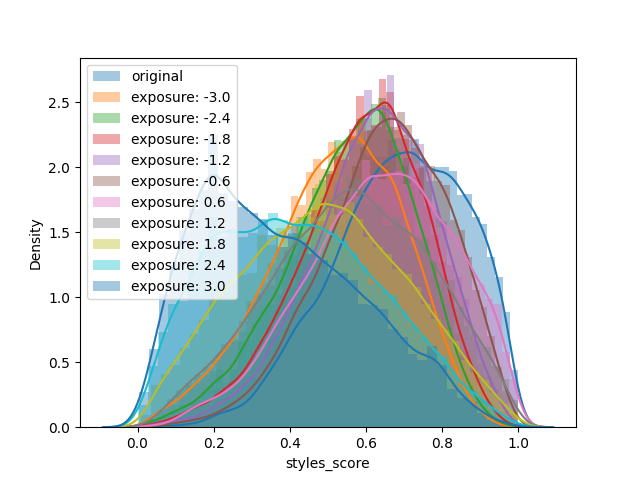 original
exposure: -3.0
exposure: -2.4
exposure: -1.8
exposure: -1.2
exposure: -0.6
exposure: 0.6
exposure: 1.2
exposure: 1.8
exposure: 2.4
exposure: 3.0
Density
2.5
2.0
1.5
1.0
0.5
0.0
0.0 0.2 0.4 0.6 0.8 1.0
styles_score